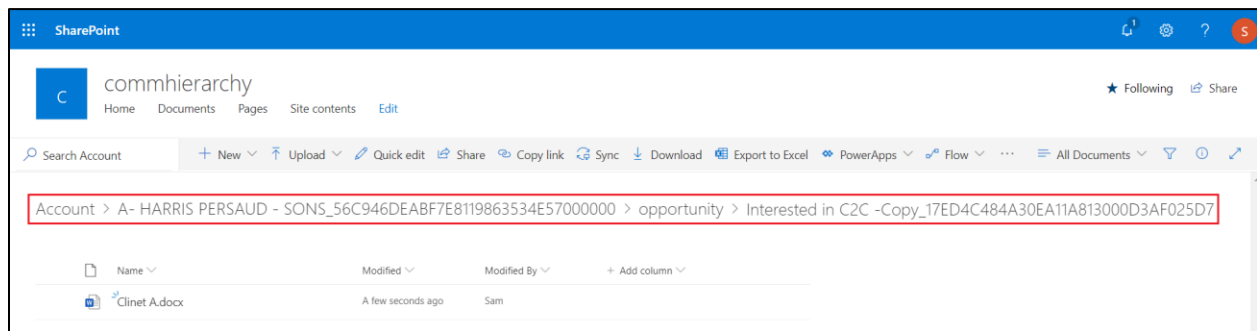 SharePoint
1
?
S
C
commhierarchy
Home Documents Pages Site contents Edit
★ Following Share
Search Account
+ New Upload Quick edit Share Copy link Sync Download Export to Excel PowerApps Flow ··· All Documents
Account > A- HARRIS PERSAUD - SONS_56C946DEABF7E8119863534E57000000 > opportunity > Interested in C2C -Copy_17ED4C484A30EA11A813000D3AF025D7
Name Modified Modified By + Add column
Clinet A.docx A few seconds ago Sam